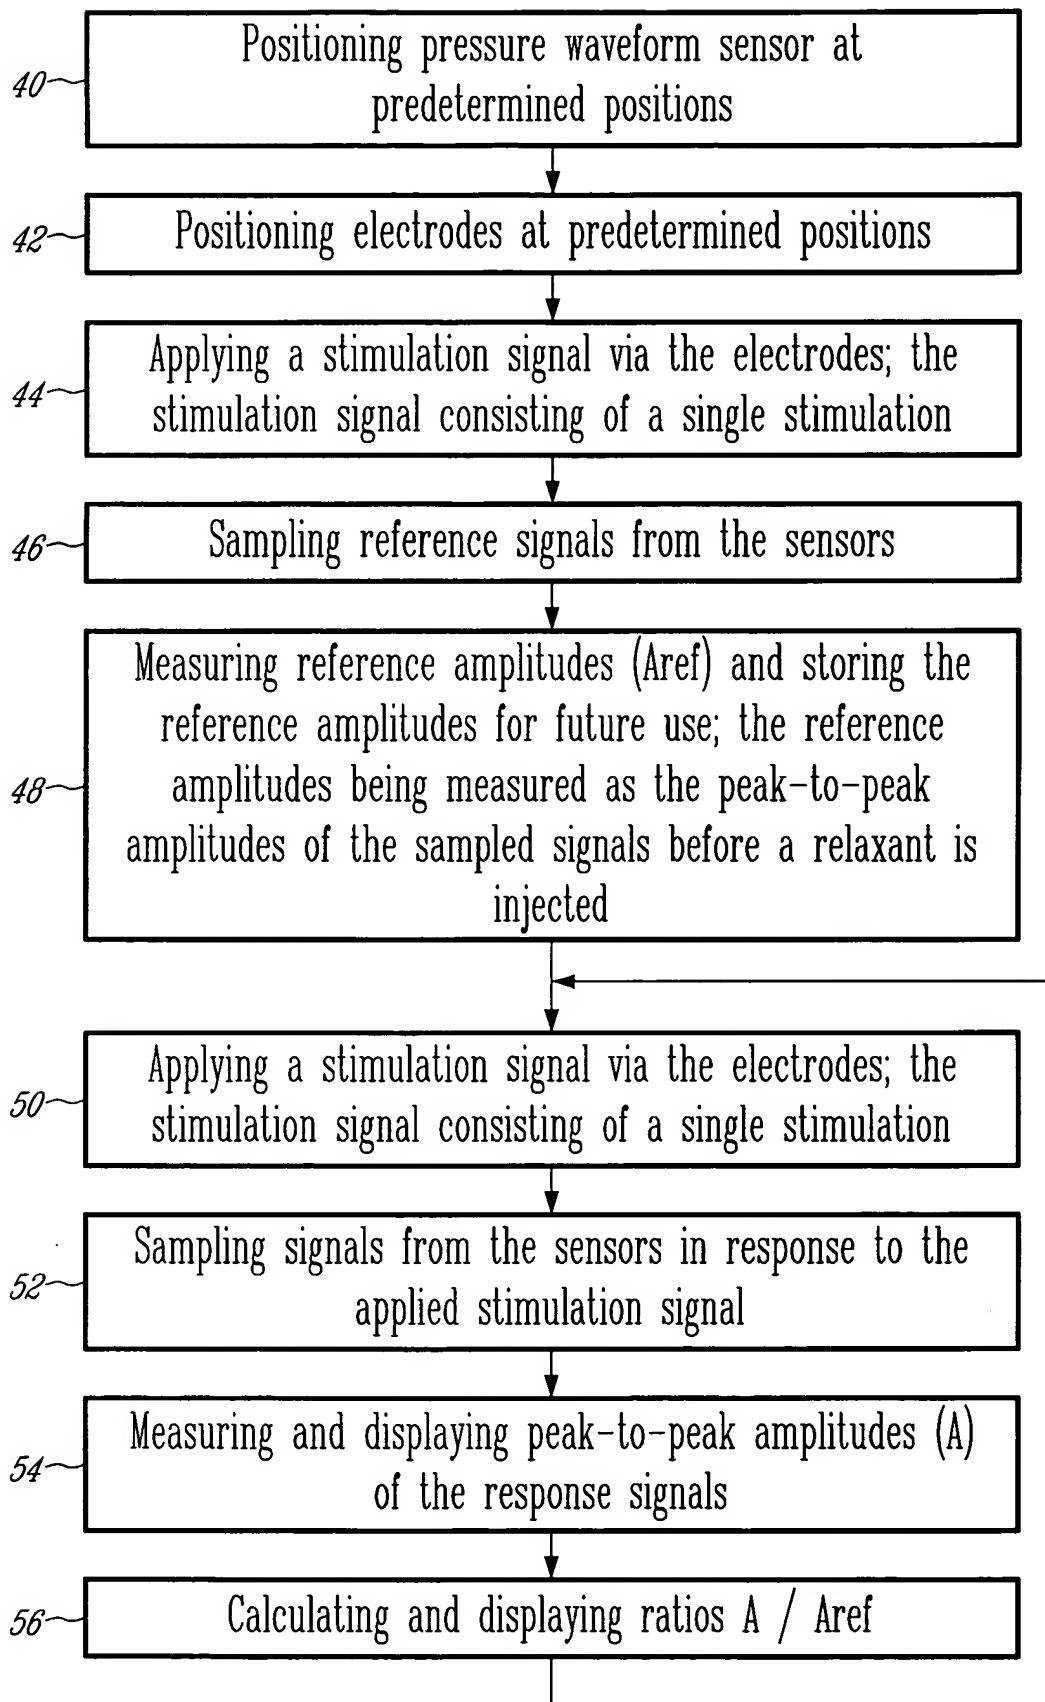 Positioning pressure waveform sensor at
40
predetermined positions
42
Positioning electrodes at predetermined positions
Applying a stimulation signal via the electrodes; the
44
stimulation signal consisting of a single stimulation
46
Sampling reference signals from the sensors
Measuring reference amplitudes (Aref) and storing the
reference amplitudes for future use; the reference
48
amplitudes being measured as the peak-to-peak
amplitudes of the sampled signals before a relaxant is
injected
Applying a stimulation signal via the electrodes; the
50
stimulation signal consisting of a single stimulation
Sampling signals from the sensors in response to the
52
applied stimulation signal
Measuring and displaying peak-to-peak amplitudes (A)
54
of the response signals
56
Calculating and displaying ratios A / Aref